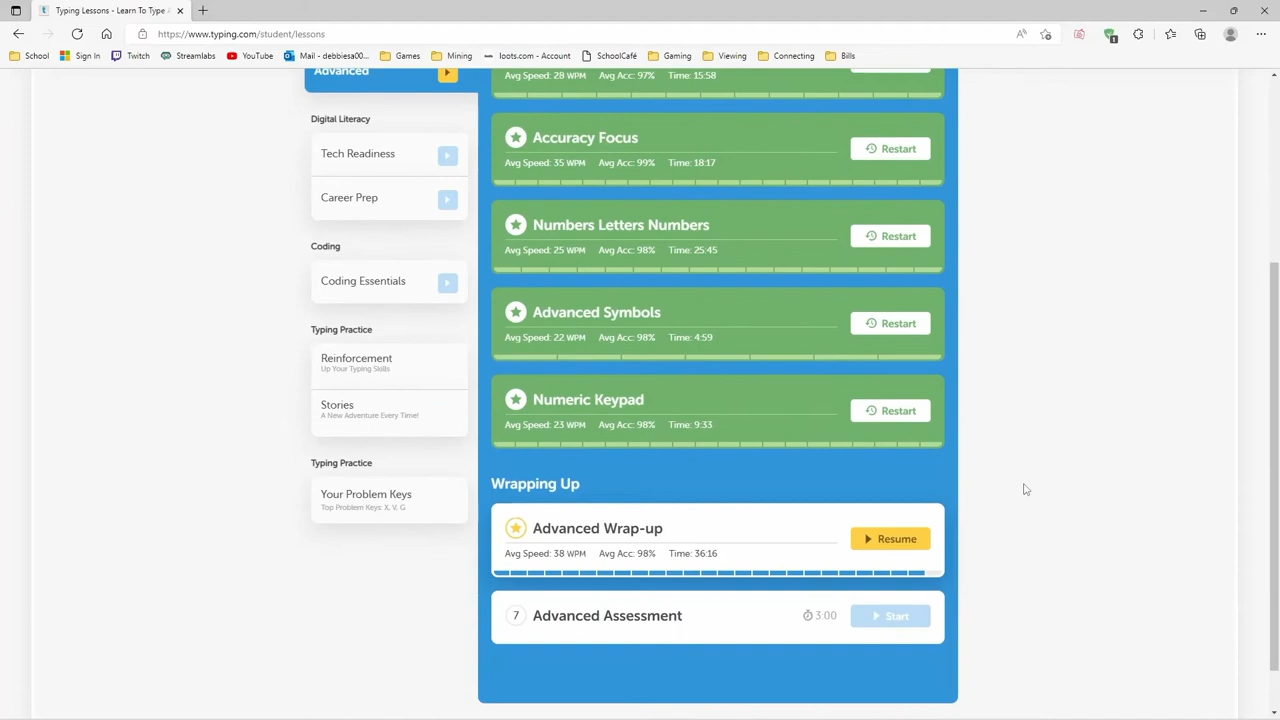 Typing Lessons - Learn To Type
https://www.typing.com/student/lessons
School Sign In Twitch Streamlabs YouTube Mail - debbiesa00... Games Mining loots.com - Account SchoolCafé Gaming Viewing Connecting Bills
Advanced
Digital Literacy
Tech Readiness
Career Prep
Coding
Coding Essentials
Typing Practice
Reinforcement
Up Your Typing Skills
Stories
A New Adventure Every Time!
Typing Practice
Your Problem Keys
Top Problem Keys: X, V, G
Avg Speed: 28 WPM Avg Acc: 97% Time: 15:58
Accuracy Focus
Restart
Avg Speed: 35 WPM Avg Acc: 99% Time: 18:17
Numbers Letters Numbers
Restart
Avg Speed: 25 WPM Avg Acc: 98% Time: 25:45
Advanced Symbols
Restart
Avg Speed: 22 WPM Avg Acc: 98% Time: 4:59
Numeric Keypad
Restart
Avg Speed: 23 WPM Avg Acc: 98% Time: 9:33
Wrapping Up
Advanced Wrap-up
Resume
Avg Speed: 38 WPM Avg Acc: 98% Time: 36:16
7 Advanced Assessment 3:00 Start